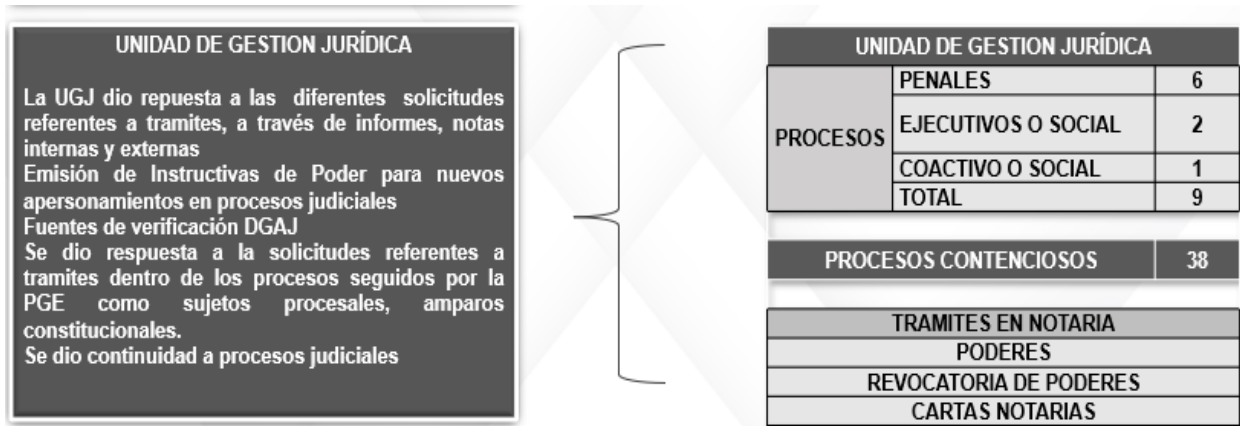 UNIDAD DE GESTION JURÍDICA
La UGJ dio repuesta a las diferentes solicitudes
referentes a tramites, a través de informes, notas
internas y externas
Emisión de Instructivas de Poder para nuevos
apersonamientos en procesos judiciales
Fuentes de verificación DGAJ
Se dio respuesta a la solicitudes referentes a
tramites dentro de los procesos seguidos por la
PGE como sujetos procesales, amparos
constitucionales.
Se dio continuidad a procesos judiciales
UNIDAD DE GESTION JURÍDICA
PROCESOS
PENALES 6
EJECUTIVOS O SOCIAL 2
COACTIVO O SOCIAL 1
TOTAL 9
PROCESOS CONTENCIOSOS 38
TRAMITES EN NOTARIA
PODERES
REVOCATORIA DE PODERES
CARTAS NOTARIAS